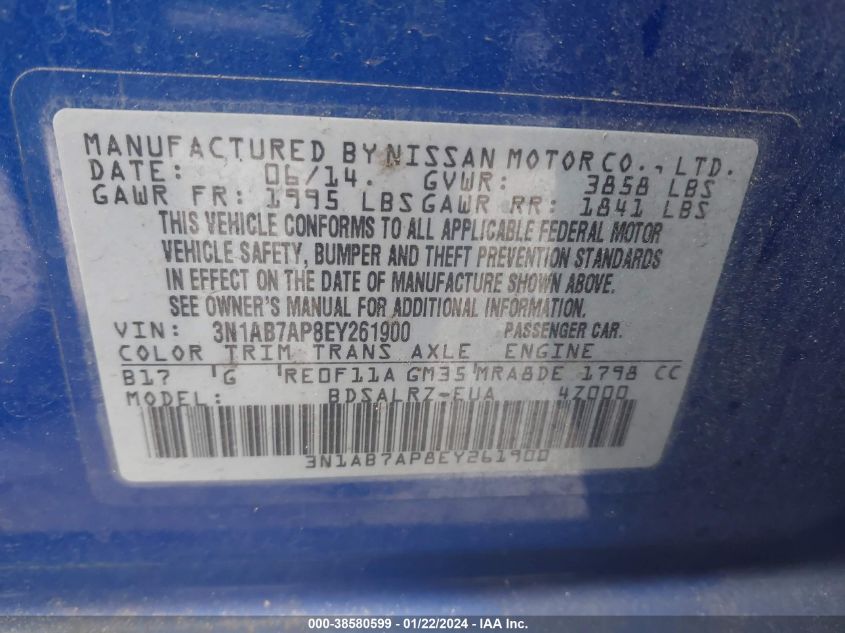 MANUFACTURED BY NISSAN MOTOR CO., LTD.
DATE: 06/14. GVWR: 3858 LBS
GAWR FR: 1995 LBS GAWR RR: 1841 LBS
THIS VEHICLE CONFORMS TO ALL APPLICABLE FEDERAL MOTOR
VEHICLE SAFETY, BUMPER AND THEFT PREVENTION STANDARDS
IN EFFECT ON THE DATE OF MANUFACTURE SHOWN ABOVE.
SEE OWNER'S MANUAL FOR ADDITIONAL INFORMATION.
VIN: 3N1AB7AP8EY261900 PASSENGER CAR.
COLOR TRIM TRANS AXLE ENGINE
B17 G RE0F11A GM35 MRA8DE 1798 CC
MODEL: BDSALRZ-EUA 4Z000
3N1AB7AP8EY261900
000-38580599 - 01/22/2024 - IAA Inc.